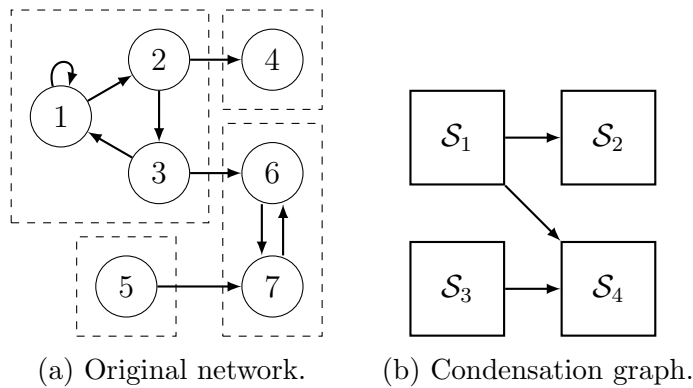 2
4
1
3
6
5
7
(a) Original network.
S₁
S₂
S₃
S₄
(b) Condensation graph.